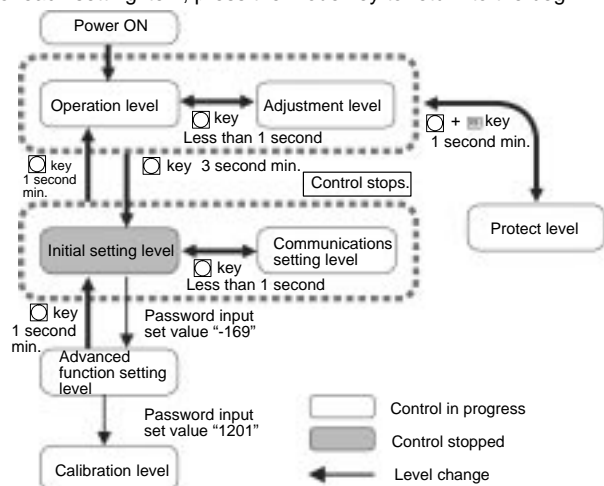 Power ON
Operation level
Adjustment level
key
Less than 1 second
+ key
1 second min.
key
1 second
min.
key 3 second min.
Control stops.
Protect level
Initial setting level
Communications
setting level
key
Less than 1 second
key
1 second
min.
Password input
set value “-169”
Advanced
function setting
level
Password input
set value “1201”
Calibration level
Control in progress
Control stopped
Level change